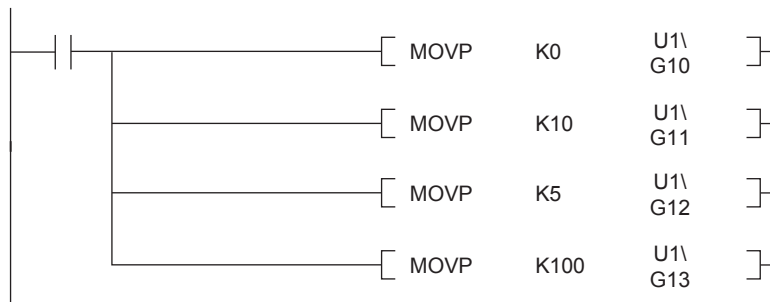 MOVP K0 U1\
G10
MOVP K10 U1\
G11
MOVP K5 U1\
G12
MOVP K100 U1\
G13